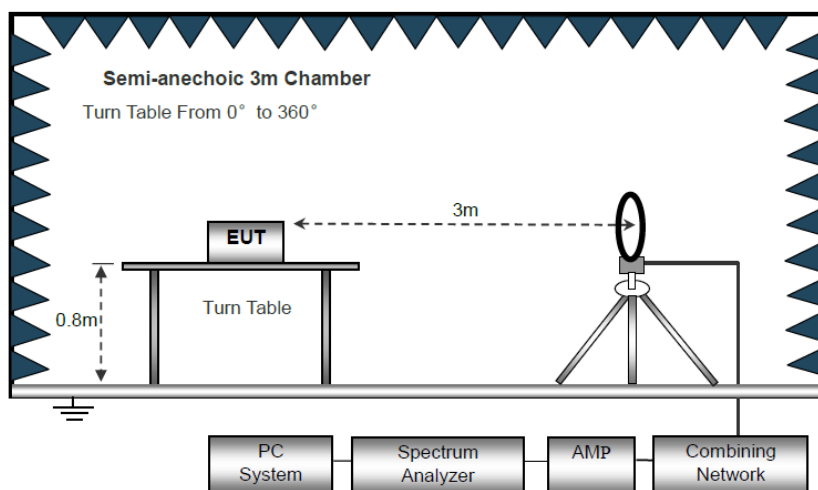 Semi-anechoic 3m Chamber
Turn Table From 0° to 360°
3m
EUT
Turn Table
0.8m
PC
System
Spectrum
Analyzer
AMP
Combining
Network